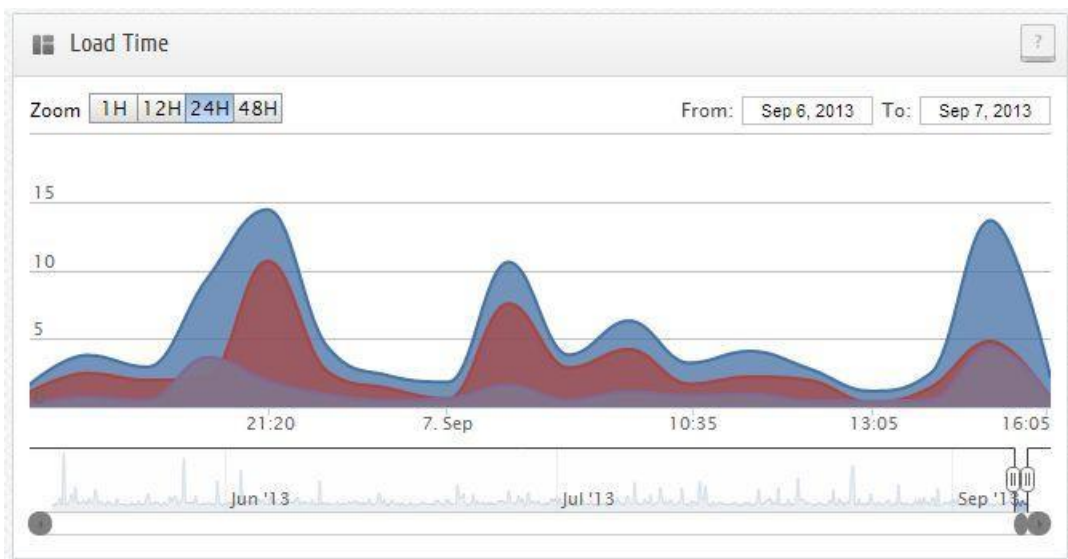 Load Time
?
Zoom 1H 12H 24H 48H
From: Sep 6, 2013 To: Sep 7, 2013
15
10
5
0
21:20 7. Sep 10:35 13:05 16:05
Jun '13 Jul '13 Sep '13